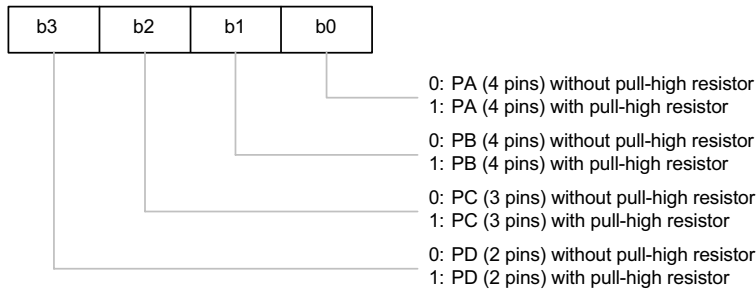 b3 b2 b1 b0
0: PA (4 pins) without pull-high resistor
1: PA (4 pins) with pull-high resistor
0: PB (4 pins) without pull-high resistor
1: PB (4 pins) with pull-high resistor
0: PC (3 pins) without pull-high resistor
1: PC (3 pins) with pull-high resistor
0: PD (2 pins) without pull-high resistor
1: PD (2 pins) with pull-high resistor